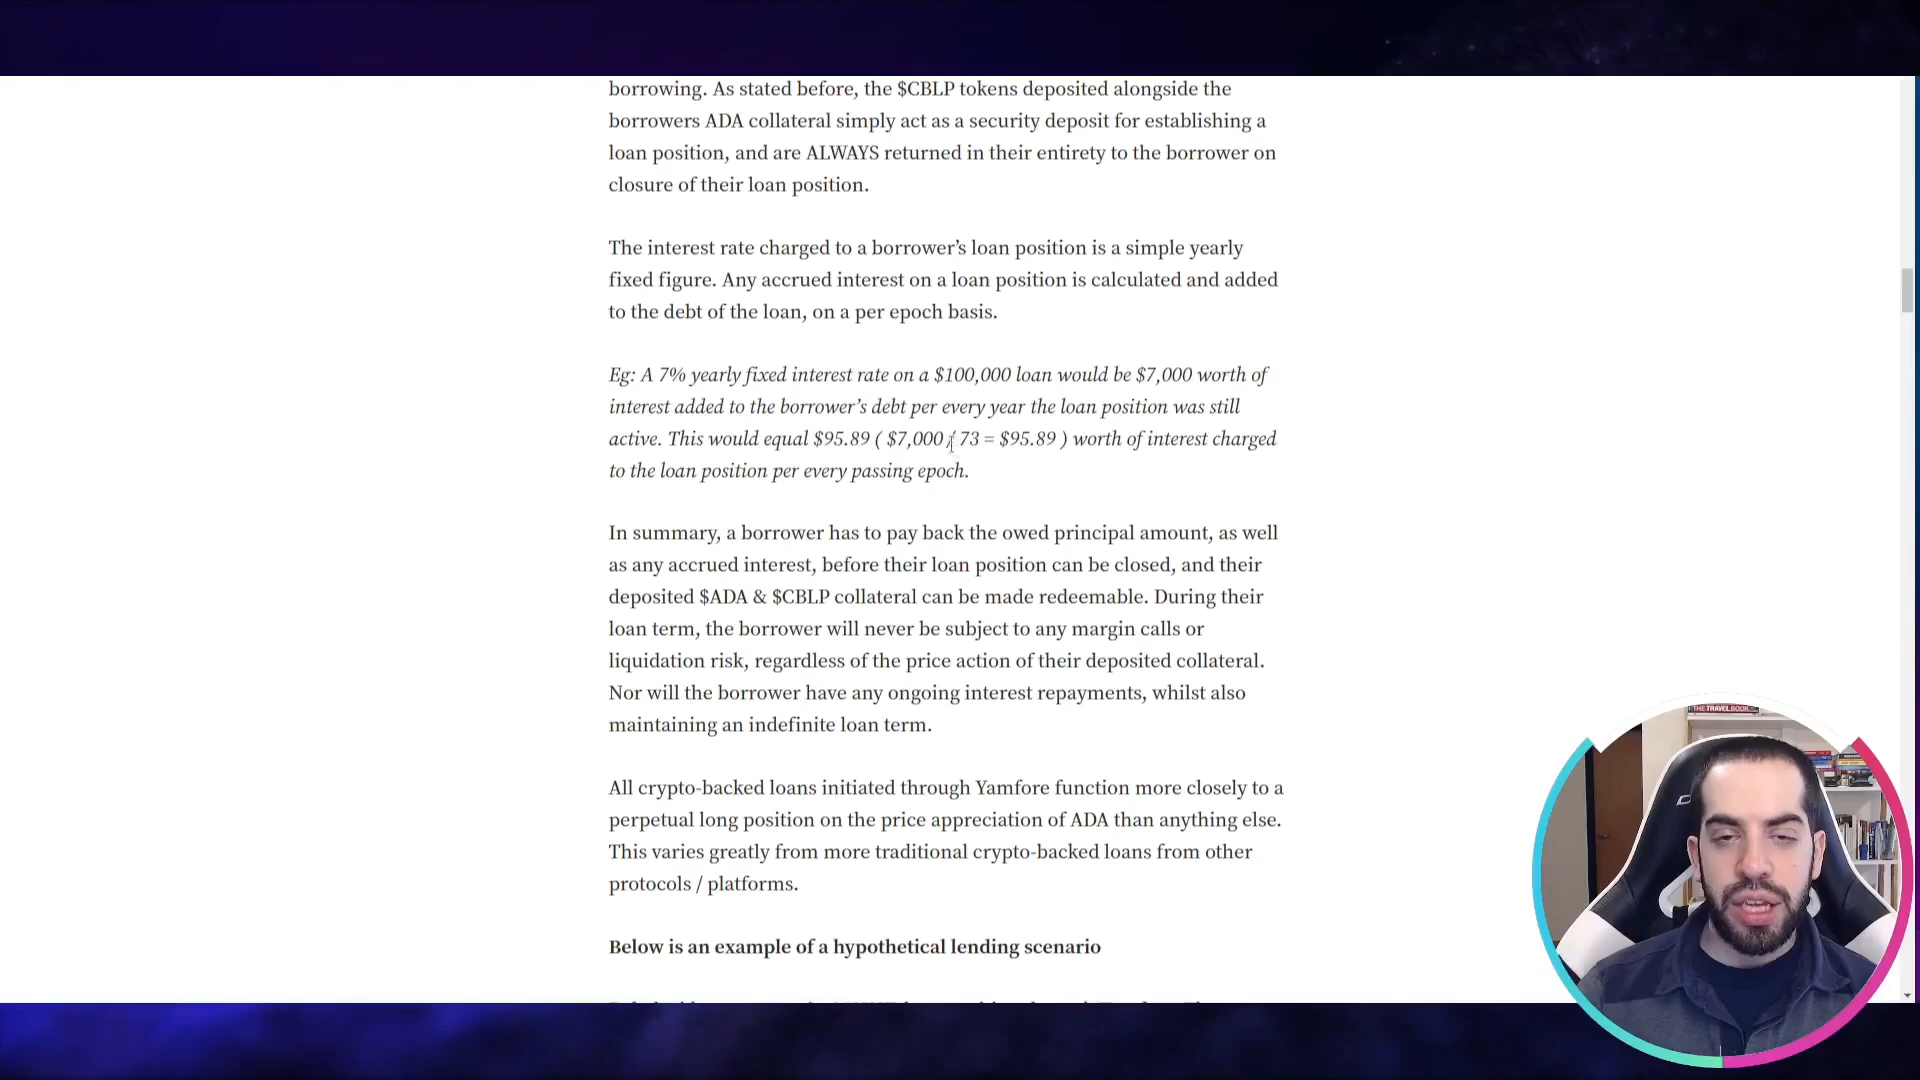 borrowing. As stated before, the $CBLP tokens deposited alongside the
borrowers ADA collateral simply act as a security deposit for establishing a
loan position, and are ALWAYS returned in their entirety to the borrower on
closure of their loan position.
The interest rate charged to a borrower’s loan position is a simple yearly
fixed figure. Any accrued interest on a loan position is calculated and added
to the debt of the loan, on a per epoch basis.
Eg: A 7% yearly fixed interest rate on a $100,000 loan would be $7,000 worth of
interest added to the borrower’s debt per every year the loan position was still
active. This would equal $95.89 ( $7,000 / 73 = $95.89 ) worth of interest charged
to the loan position per every passing epoch.
In summary, a borrower has to pay back the owed principal amount, as well
as any accrued interest, before their loan position can be closed, and their
deposited $ADA & $CBLP collateral can be made redeemable. During their
loan term, the borrower will never be subject to any margin calls or
liquidation risk, regardless of the price action of their deposited collateral.
Nor will the borrower have any ongoing interest repayments, whilst also
maintaining an indefinite loan term.
All crypto-backed loans initiated through Yamfore function more closely to a
perpetual long position on the price appreciation of ADA than anything else.
This varies greatly from more traditional crypto-backed loans from other
protocols / platforms.
Below is an example of a hypothetical lending scenario
THE TRAVEL BOOK